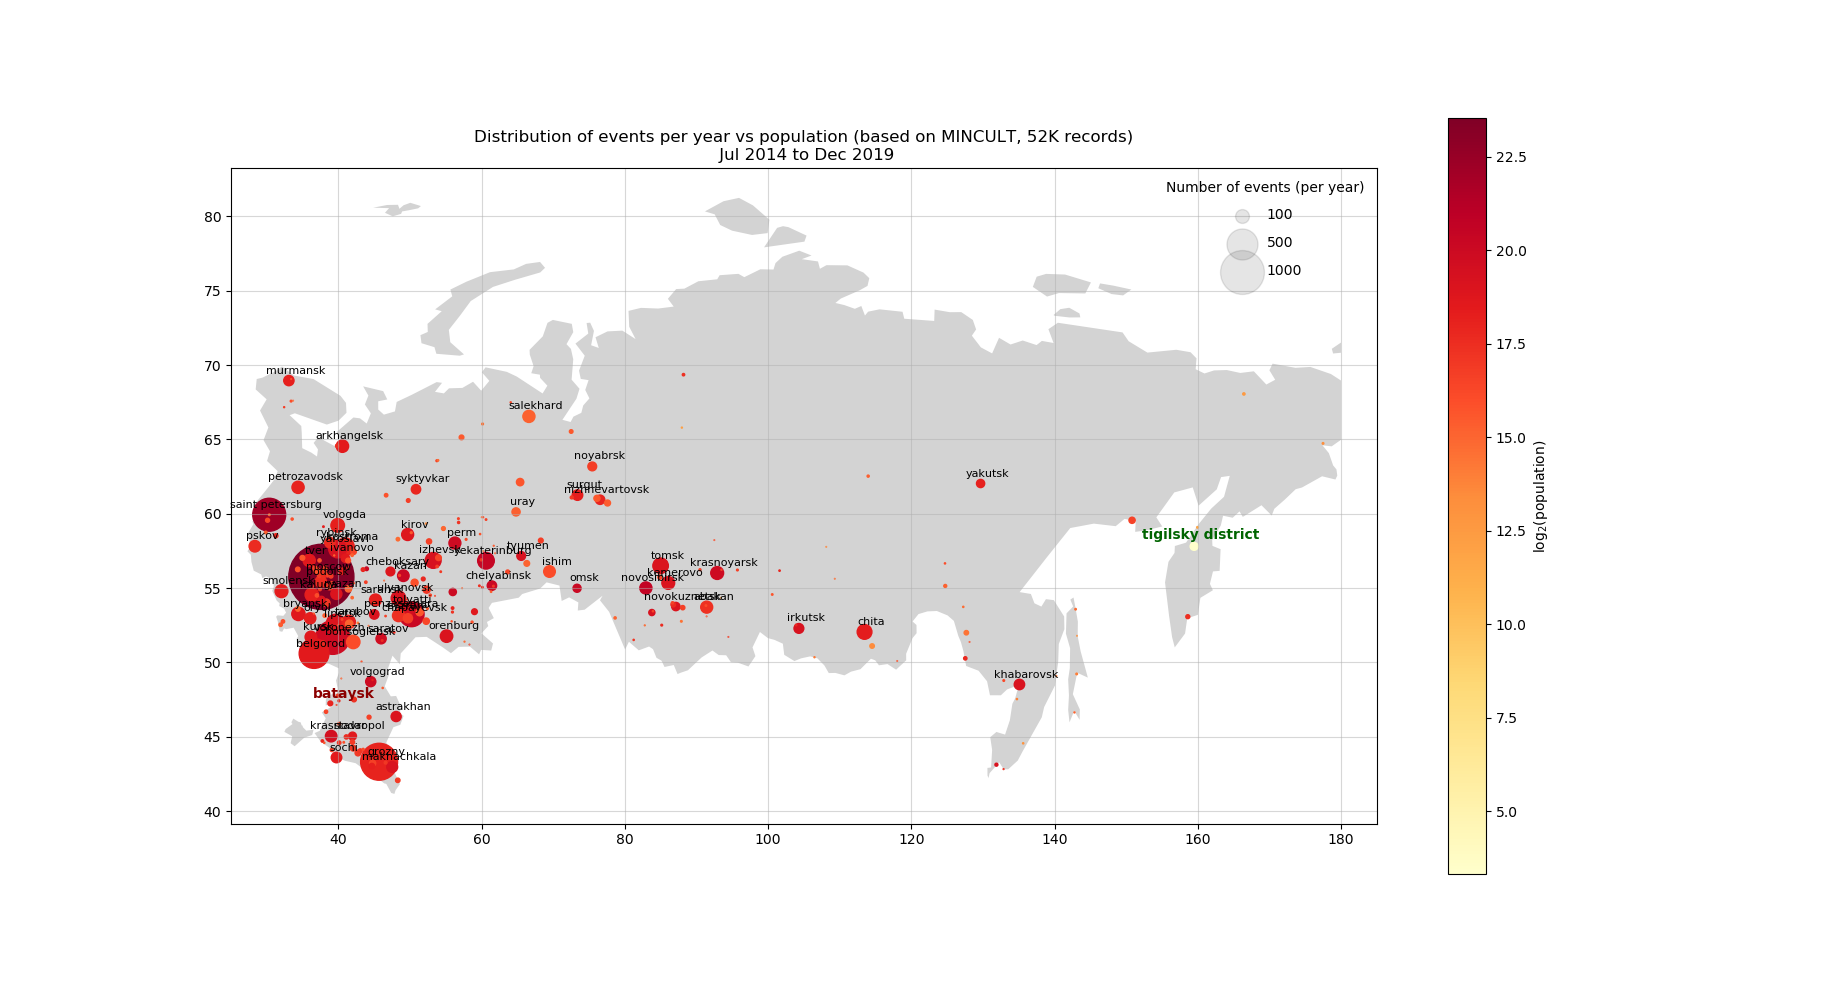 Distribution of events per year vs population (based on MINCULT, 52K records)
Jul 2014 to Dec 2019
Number of events (per year)
100
500
1000
80
75
70
65
60
55
50
45
40
40
60
80
100
120
140
160
180
murmansk
salekhard
arkhangelsk
noyabrsk
petrozavodsk
syktyvkar
surgut
nizhnevartovsk
yakutsk
saint petersburg
uray
vologda
kirov
perm
pskov
rybinsk
kostroma
yaroslavl
tver
ivanovo
izhevsk
yekaterinburg
tyumen
ishim
tigilsky district
moscow
podolsk
cheboksary
kazan
chelyabinsk
omsk
tomsk
novosibirsk
kemerovo
krasnoyarsk
smolensk
kaluga
ryazan
saransk
ulyanovsk
tolyatti
novokuznetsk
abakan
bryansk
oryol
lipetsk
tambov
penza
samara
chapayevsk
irkutsk
chita
kursk
voronezh
borisoglebsk
saratov
orenburg
belgorod
volgograd
khabarovsk
bataysk
astrakhan
krasnodar
stavropol
sochi
grozny
makhachkala
22.5
20.0
17.5
15.0
12.5
10.0
7.5
5.0
log₂(population)